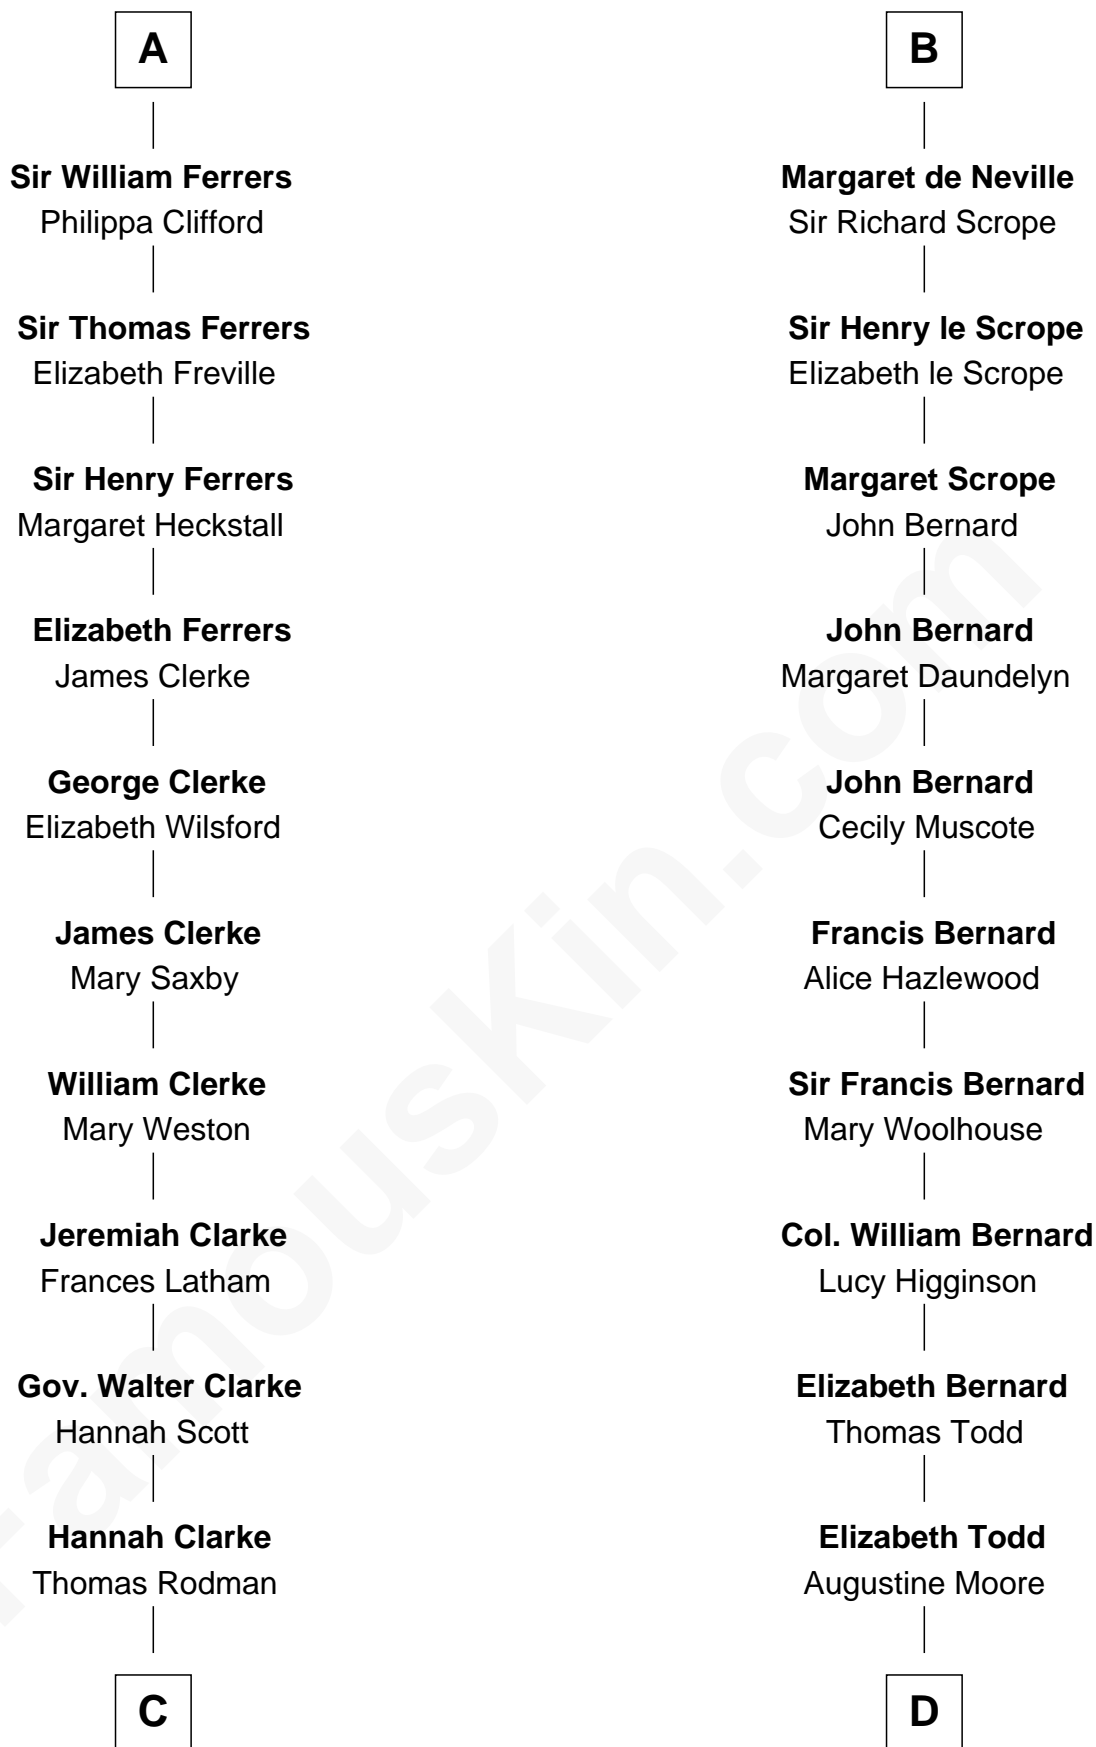 A
Sir William Ferrers
Philippa Clifford
Sir Thomas Ferrers
Elizabeth Freville
Sir Henry Ferrers
Margaret Heckstall
Elizabeth Ferrers
James Clerke
George Clerke
Elizabeth Wilsford
James Clerke
Mary Saxby
William Clerke
Mary Weston
Jeremiah Clarke
Frances Latham
Gov. Walter Clarke
Hannah Scott
Hannah Clarke
Thomas Rodman
C
B
Margaret de Neville
Sir Richard Scrope
Sir Henry le Scrope
Elizabeth le Scrope
Margaret Scrope
John Bernard
John Bernard
Margaret Daundelyn
John Bernard
Cecily Muscote
Francis Bernard
Alice Hazlewood
Sir Francis Bernard
Mary Woolhouse
Col. William Bernard
Lucy Higginson
Elizabeth Bernard
Thomas Todd
Elizabeth Todd
Augustine Moore
D
FamousKin.com